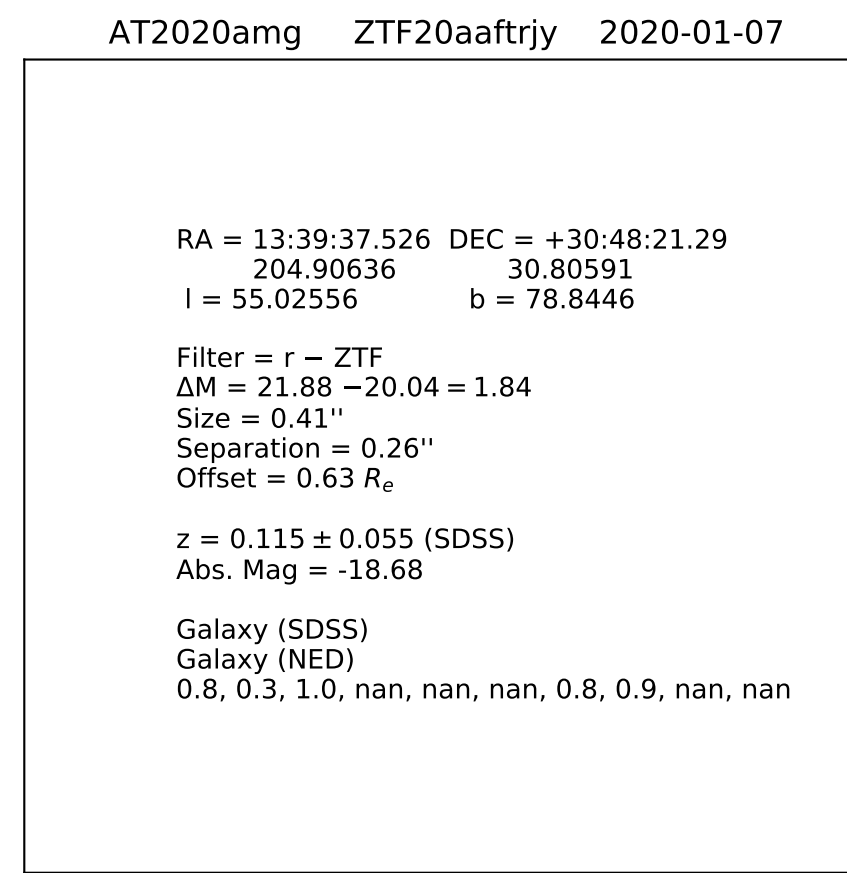 AT2020amg ZTF20aaftrjy 2020-01-07
RA = 13:39:37.526 DEC = +30:48:21.29
204.90636 30.80591
l = 55.02556 b = 78.8446
Filter = r − ZTF
ΔM = 21.88 −20.04 = 1.84
Size = 0.41''
Separation = 0.26''
Offset = 0.63 Rₑ
z = 0.115 ± 0.055 (SDSS)
Abs. Mag = -18.68
Galaxy (SDSS)
Galaxy (NED)
0.8, 0.3, 1.0, nan, nan, nan, 0.8, 0.9, nan, nan